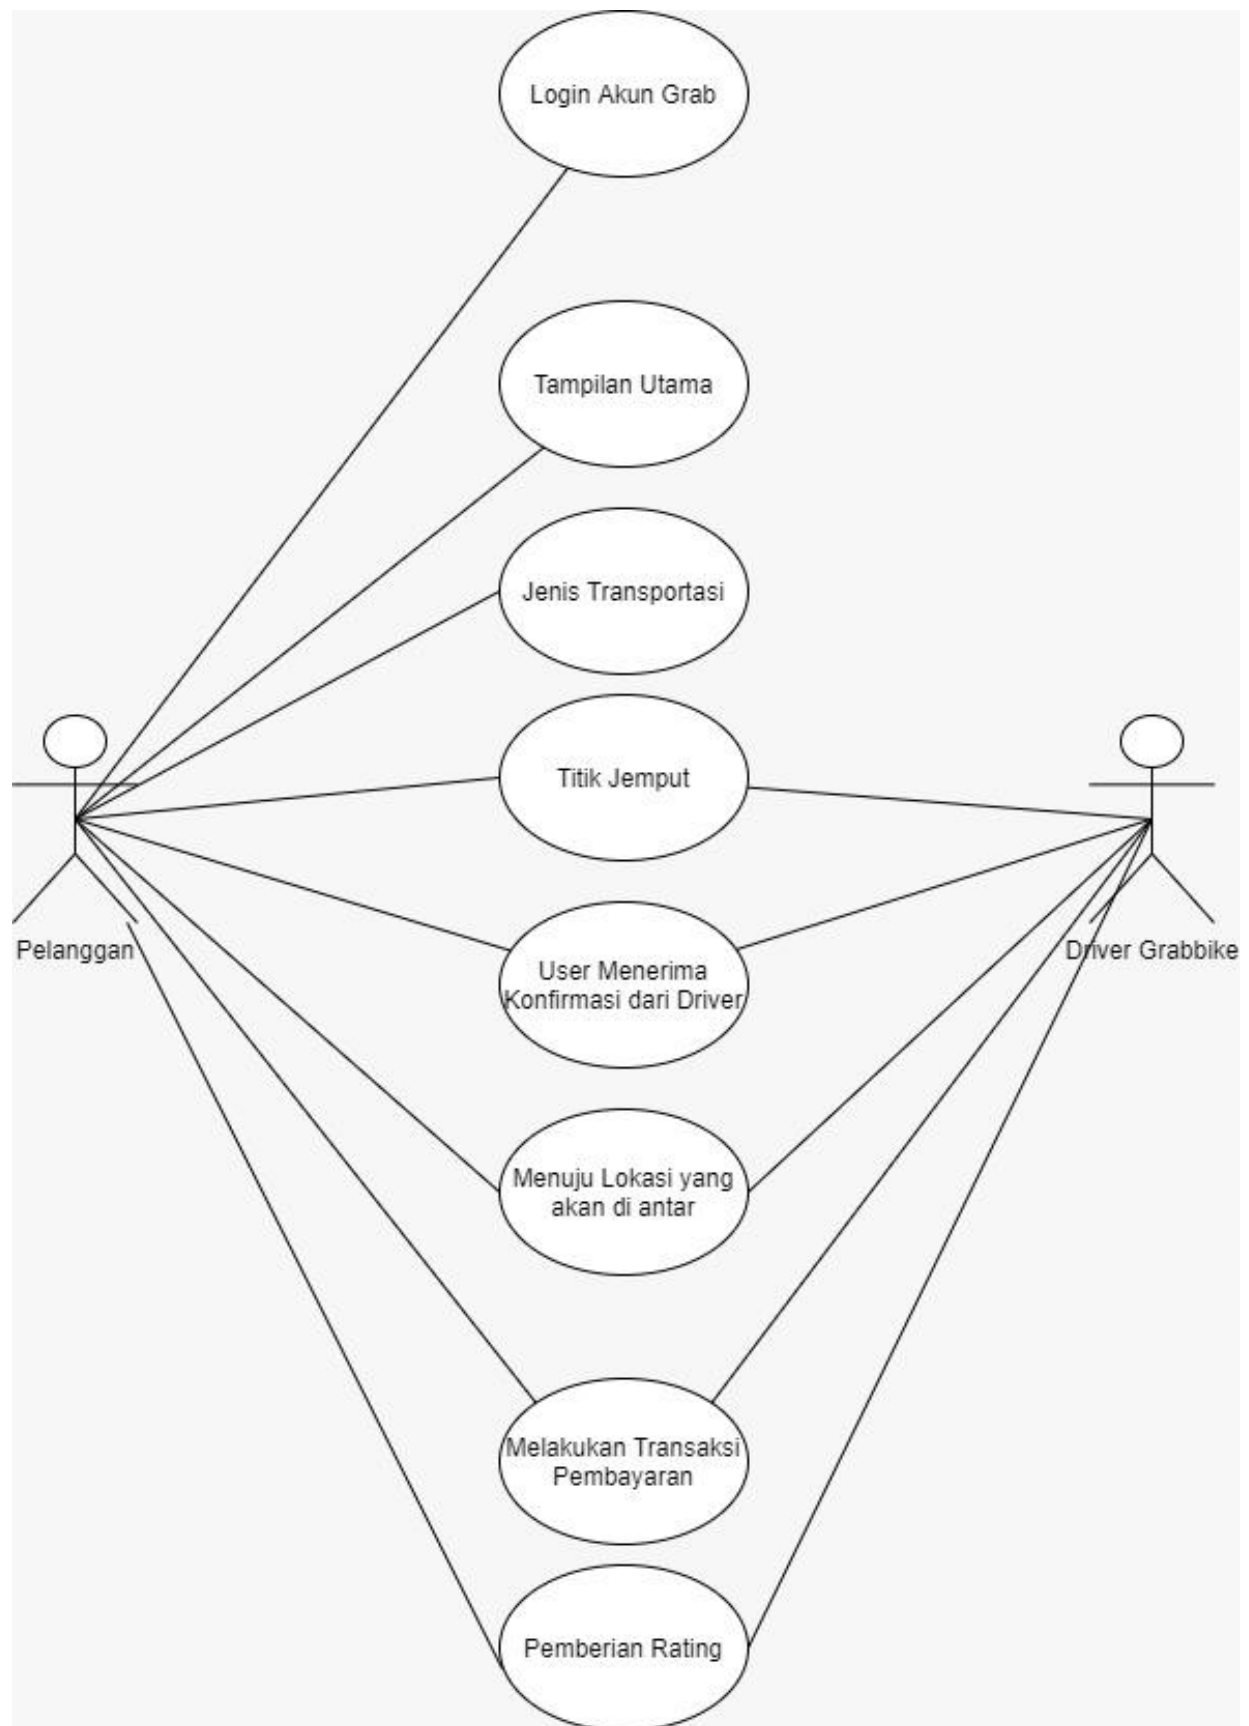 Login Akun Grab
Tampilan Utama
Jenis Transportasi
Titik Jemput
Pelanggan
Driver Grabbike
User Menerima
Konfirmasi dari Driver
Menuju Lokasi yang
akan di antar
Melakukan Transaksi
Pembayaran
Pemberian Rating